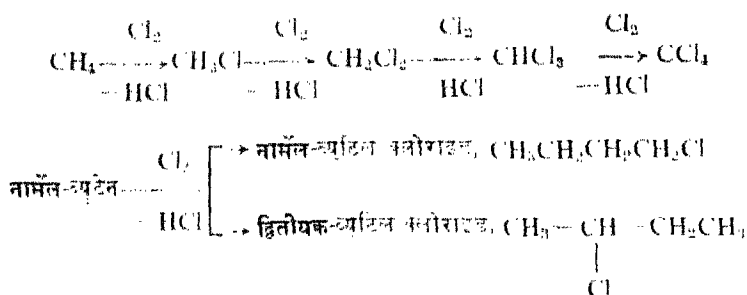 Cl₂ Cl₂ Cl₂ Cl₂
CH₄ → CH₃Cl → CH₂Cl₂ → CHCl₃ → CCl₄
–HCl – HCl HCl –HCl
Cl₂ → नार्मल-ब्यूटिल क्लोराइड, CH₃CH₂CH₂CH₂Cl
नार्मल-ब्यूटेन
- HCl → द्वितीयक-ब्यूटिल क्लोराइड, CH₃– CH –CH₂CH₃
|
Cl